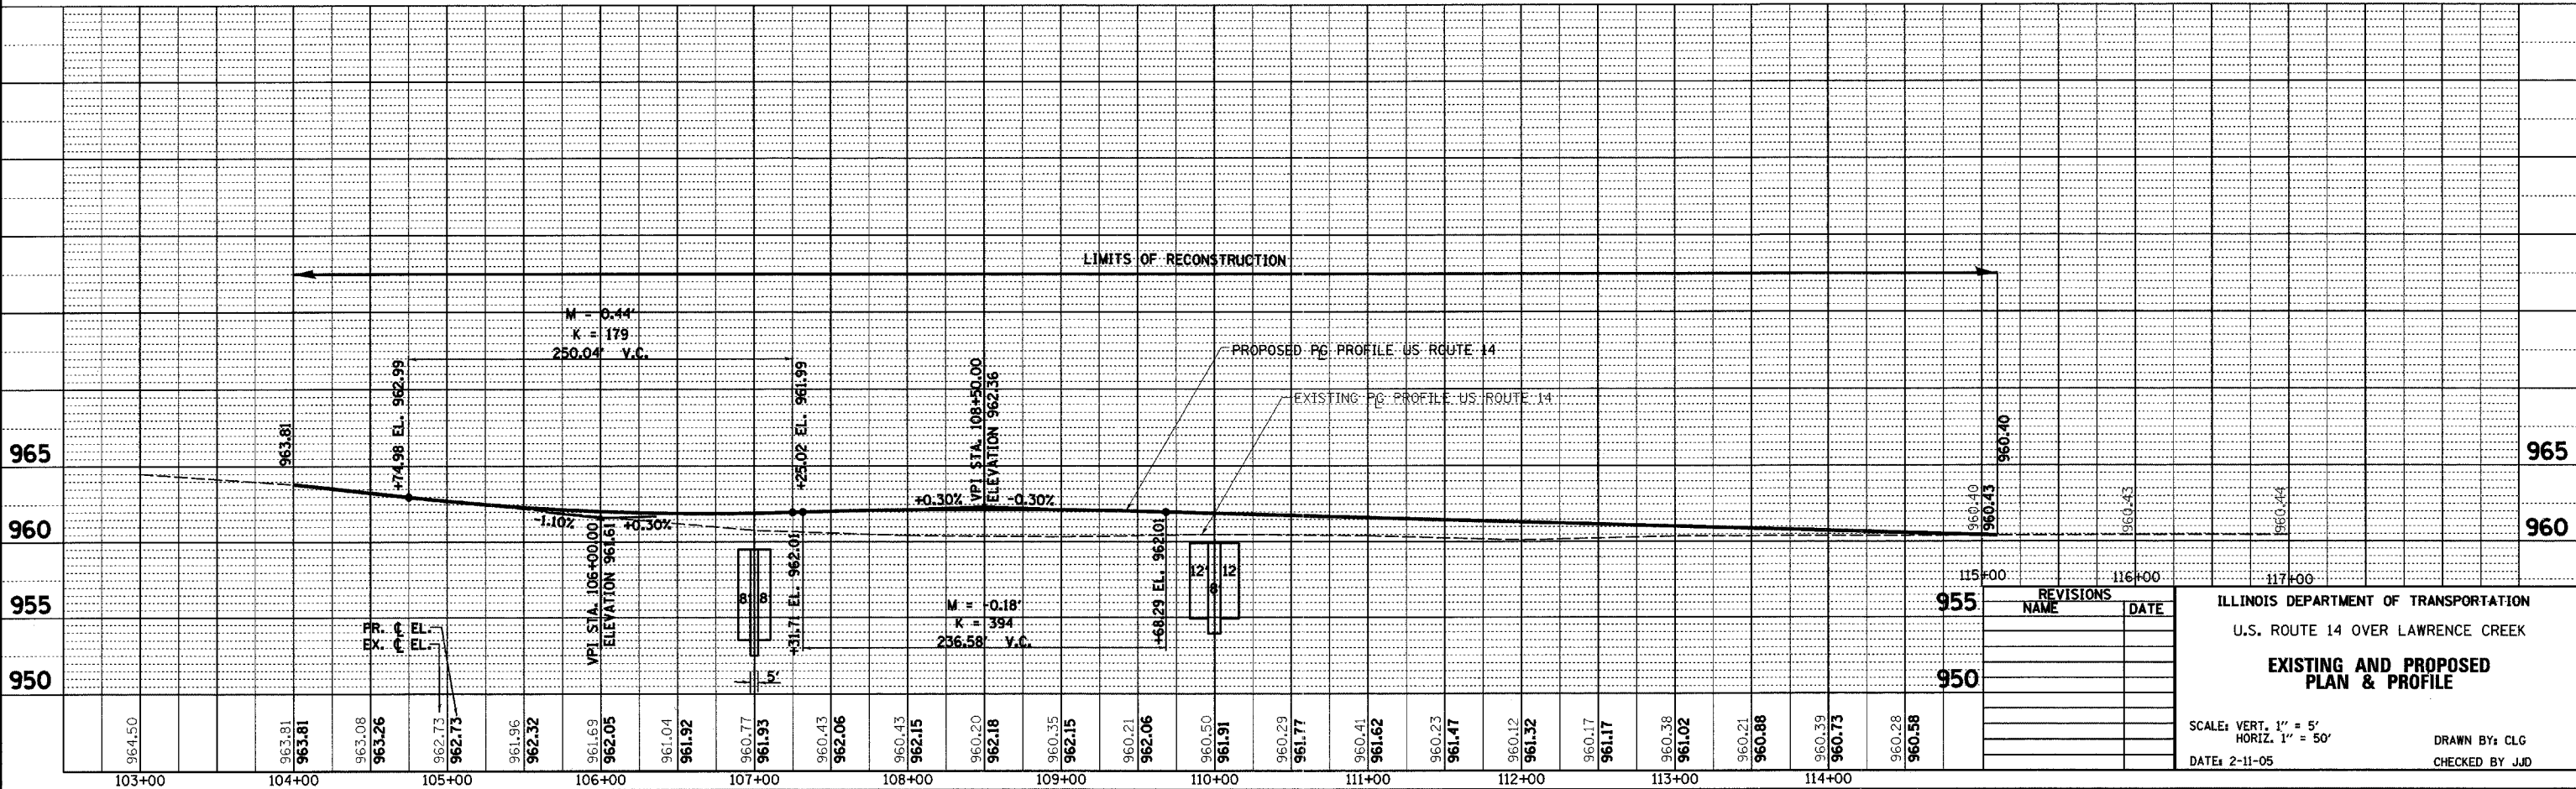 LIMITS OF RECONSTRUCTION
M = 0.44'
K = 179
250.04' V.C.
963.81
+74.98 EL. 962.99
+25.02 EL. 961.99
VPI STA. 108+50.00
ELEVATION 962.36
PROPOSED PG PROFILE US ROUTE 14
EXISTING PG PROFILE US ROUTE 14
960.40
965
965
+0.30%
-0.30%
-1.10%
+0.30%
960.40
960.43
960.43
960.44
960
960
VPI STA. 106+00.00
ELEVATION 961.61
8'
8'
+31.71 EL. 962.01
M = -0.18'
K = 394
236.58' V.C.
+68.29 EL. 962.01
12'
12
8
115+00
116+00
117+00
955
955
PR. ℄ EL.
EX. ℄ EL.
5'
950
950
964.50
963.81
963.81
963.08
963.26
962.73
962.73
961.96
962.32
961.69
962.05
961.04
961.92
960.77
961.93
960.43
962.06
960.43
962.15
960.20
962.18
960.35
962.15
960.21
962.06
960.50
961.91
960.29
961.77
960.41
961.62
960.23
961.47
960.12
961.32
960.17
961.17
960.38
961.02
960.21
960.88
960.39
960.73
960.28
960.58
103+00
104+00
105+00
106+00
107+00
108+00
109+00
110+00
111+00
112+00
113+00
114+00
REVISIONS
NAME
DATE
ILLINOIS DEPARTMENT OF TRANSPORTATION
U.S. ROUTE 14 OVER LAWRENCE CREEK
EXISTING AND PROPOSED
PLAN & PROFILE
SCALE: VERT. 1" = 5'
HORIZ. 1" = 50'
DRAWN BY: CLG
DATE: 2-11-05
CHECKED BY JJD